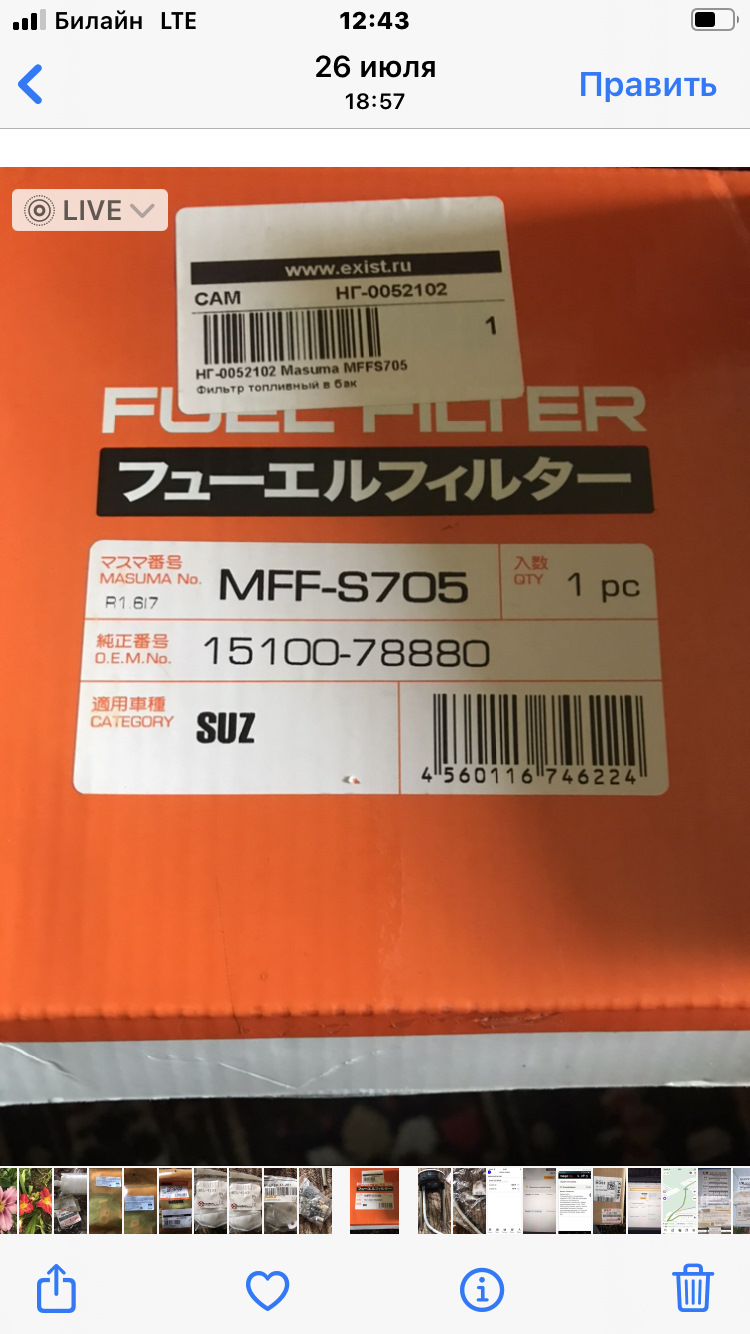 Билайн LTE 12:43
26 июля
18:57
Править
LIVE
www.exist.ru
САМ НГ-0052102
1
НГ-0052102 Masuma MFFS705
Фильтр топливный в бак
FUEL FILTER
フューエルフィルター
マスマ番号
MASUMA No. MFF-S705
R1.6/7
入数
QTY 1 pc
純正番号
O.E.M.No. 15100-78880
適用車種
CATEGORY SUZ
4 560116 746224